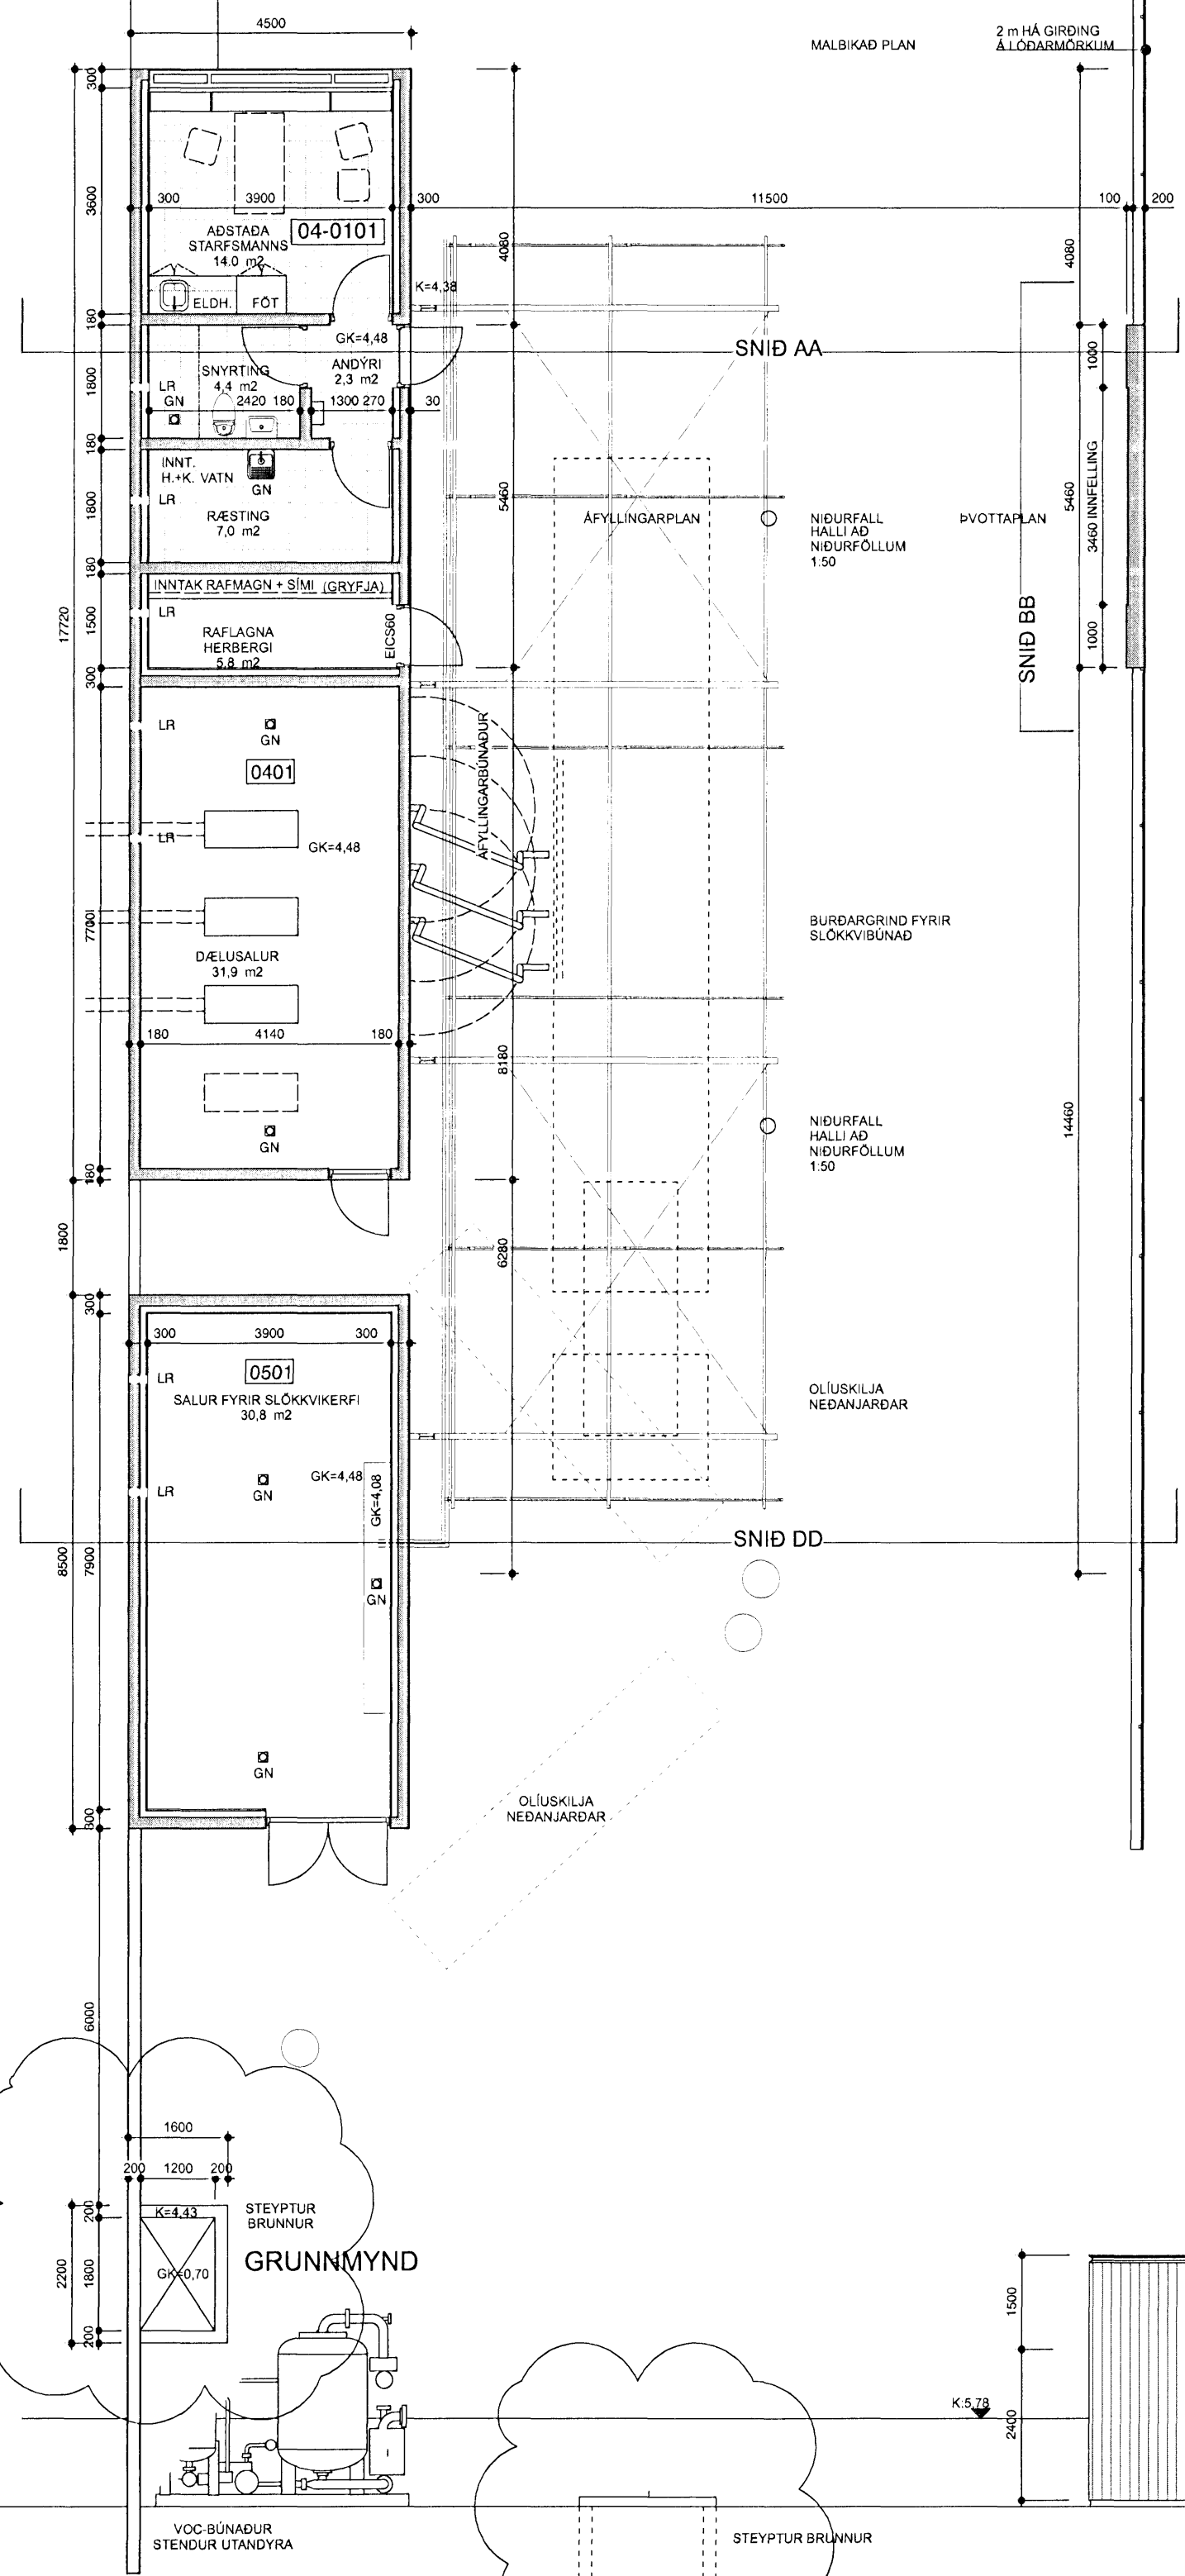 4500
MALBIKAÐ PLAN
2 m HÁ GIRÐING
Á LÓÐARMÖRKUM
300
3600
300
3900
300
11500
100
200
AÐSTAÐA
STARFSMANNS
14.0 m2
04-0101
4080
4080
ELDH.
FÖT
K=4,38
180
GK=4,48
SNIÐ AA
1000
1800
SNYRTING
4,4 m2
ANDÝRI
2,3 m2
LR
GN
2420
180
1300
270
30
180
INNT.
H.+K. VATN
GN
LR
1800
RÆSTING
7,0 m2
5460
ÁFYLLINGARPLAN
NIÐURFALL
HALLI AÐ
NIÐURFÖLLUM
1:50
ÞVOTTAPLAN
5460
3460 INNFELLING
180
INNTAK RAFMAGN + SÍMI (GRYFJA)
17720
1500
LR
RAFLAGNA
HERBERGI
5,8 m2
EICS60
SNIÐ BB
1000
300
LR
GN
0401
ÁFYLLINGARBÚNAÐUR
LR
GK=4,48
7700
DÆLUSALUR
31,9 m2
BURÐARGRIND FYRIR
SLÖKKVIBÚNAÐ
180
4140
180
8180
14460
GN
NIÐURFALL
HALLI AÐ
NIÐURFÖLLUM
1:50
180
1800
6280
300
300
3900
300
LR
0501
SALUR FYRIR SLÖKKVIKERFI
30,8 m2
OLÍUSKILJA
NEÐANJARÐAR
GK=4,48
GK=4,08
GN
LR
SNIÐ DD
8500
7900
GN
GN
OLÍUSKILJA
NEÐANJARÐAR
300
6000
1600
200
1200
200
200
K=4,43
STEYPTUR
BRUNNUR
GRUNNMYND
2200
1800
GK=0,70
200
1500
K:5,78
2400
VOC-BÚNAÐUR
STENDUR UTANDYRA
STEYPTUR BRUNNUR